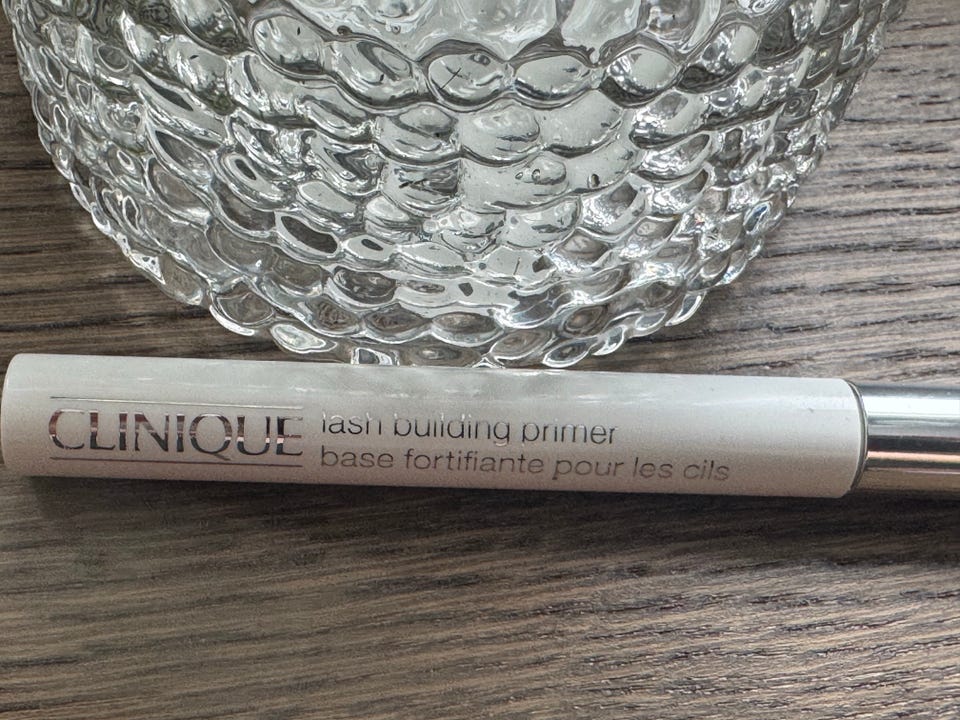 CLINIQUE
lash building primer
base fortifiante pour les cils